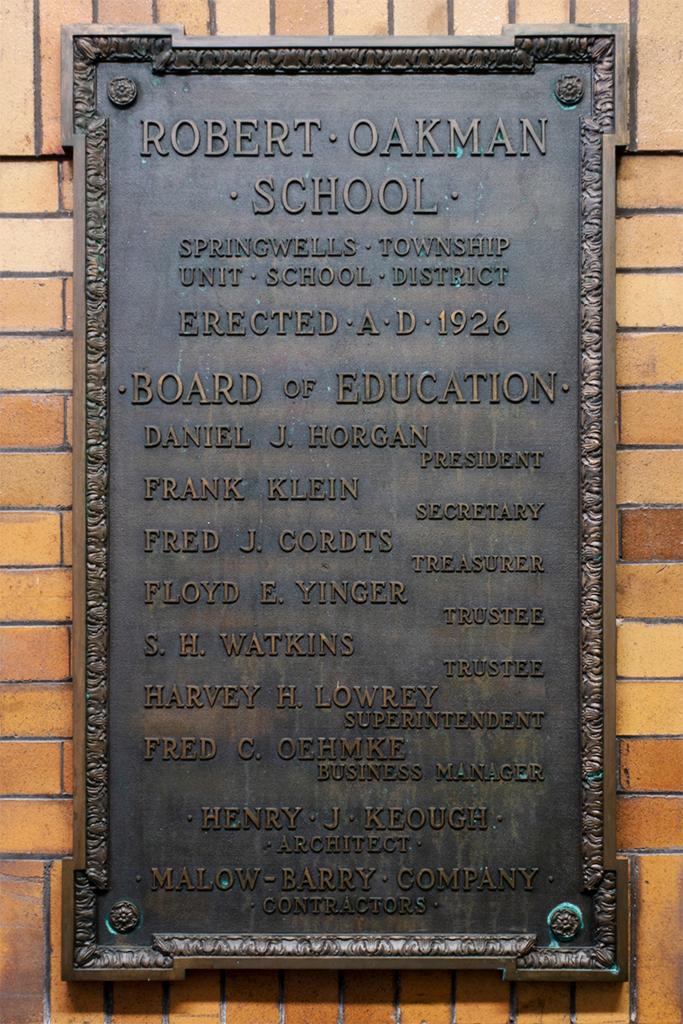 ROBERT · OAKMAN
· SCHOOL ·
SPRINGWELLS · TOWNSHIP
UNIT · SCHOOL · DISTRICT
ERECTED · A · D · 1926
· BOARD OF EDUCATION ·
DANIEL J. HORGAN
PRESIDENT
FRANK KLEIN
SECRETARY
FRED J. CORDTS
TREASURER
FLOYD E. YINGER
TRUSTEE
S. H. WATKINS
TRUSTEE
HARVEY H. LOWREY
SUPERINTENDENT
FRED C. OEHMKE
BUSINESS MANAGER
· HENRY · J · KEOUGH ·
· ARCHITECT ·
· MALOW-BARRY · COMPANY ·
· CONTRACTORS ·